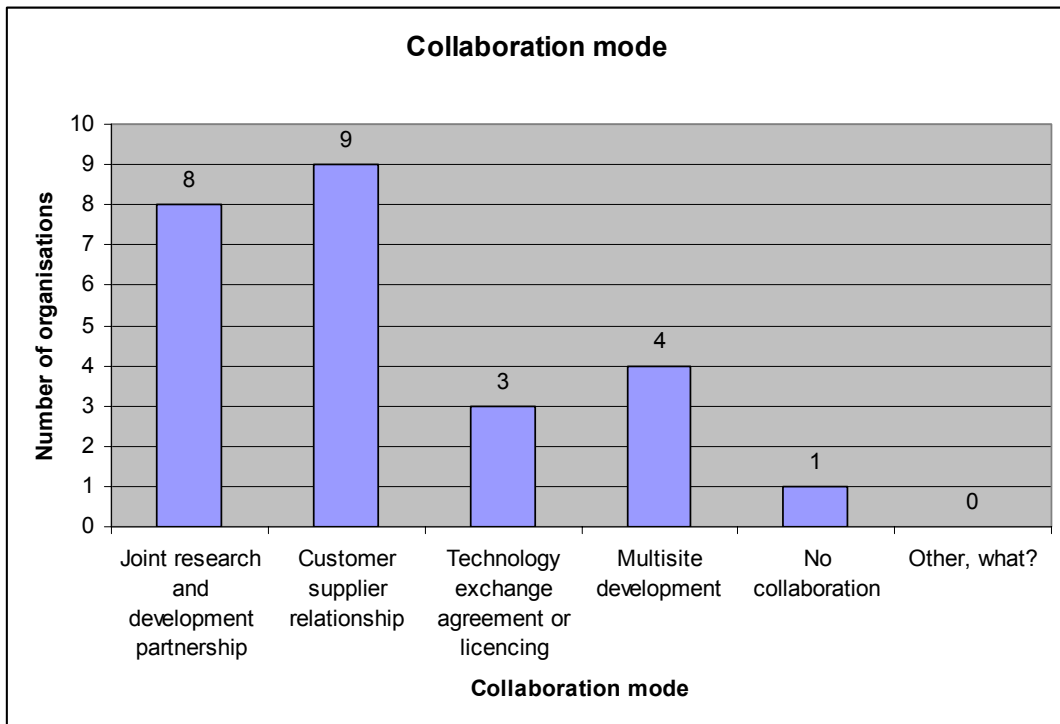 Collaboration mode
Number of organisations
10
9
8
7
6
5
4
3
2
1
0
8
9
3
4
1
0
Joint research
and
development
partnership
Customer
supplier
relationship
Technology
exchange
agreement or
licencing
Multisite
development
No
collaboration
Other, what?
Collaboration mode